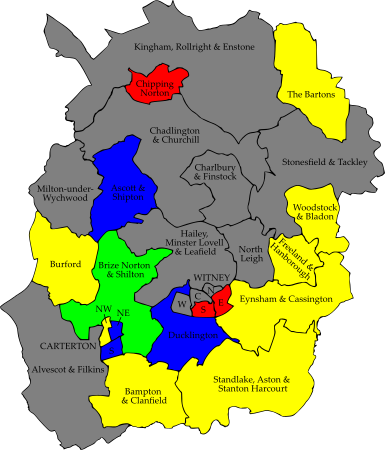 Kingham, Rollright & Enstone
Chipping
Norton
The Bartons
Chadlington
& Churchill
Stonesfield & Tackley
Charlbury
& Finstock
Milton-under-
Wychwood
Ascott &
Shipton
Woodstock
& Bladon
Hailey,
Minster Lovell
& Leafield
North
Leigh
Freeland &
Hanborough
Burford
Brize Norton
& Shilton
WITNEY
N
W
E
S
Eynsham & Cassington
NW
NE
S
Ducklington
CARTERTON
Alvescot & Filkins
Bampton
& Clanfield
Standlake, Aston &
Stanton Harcourt